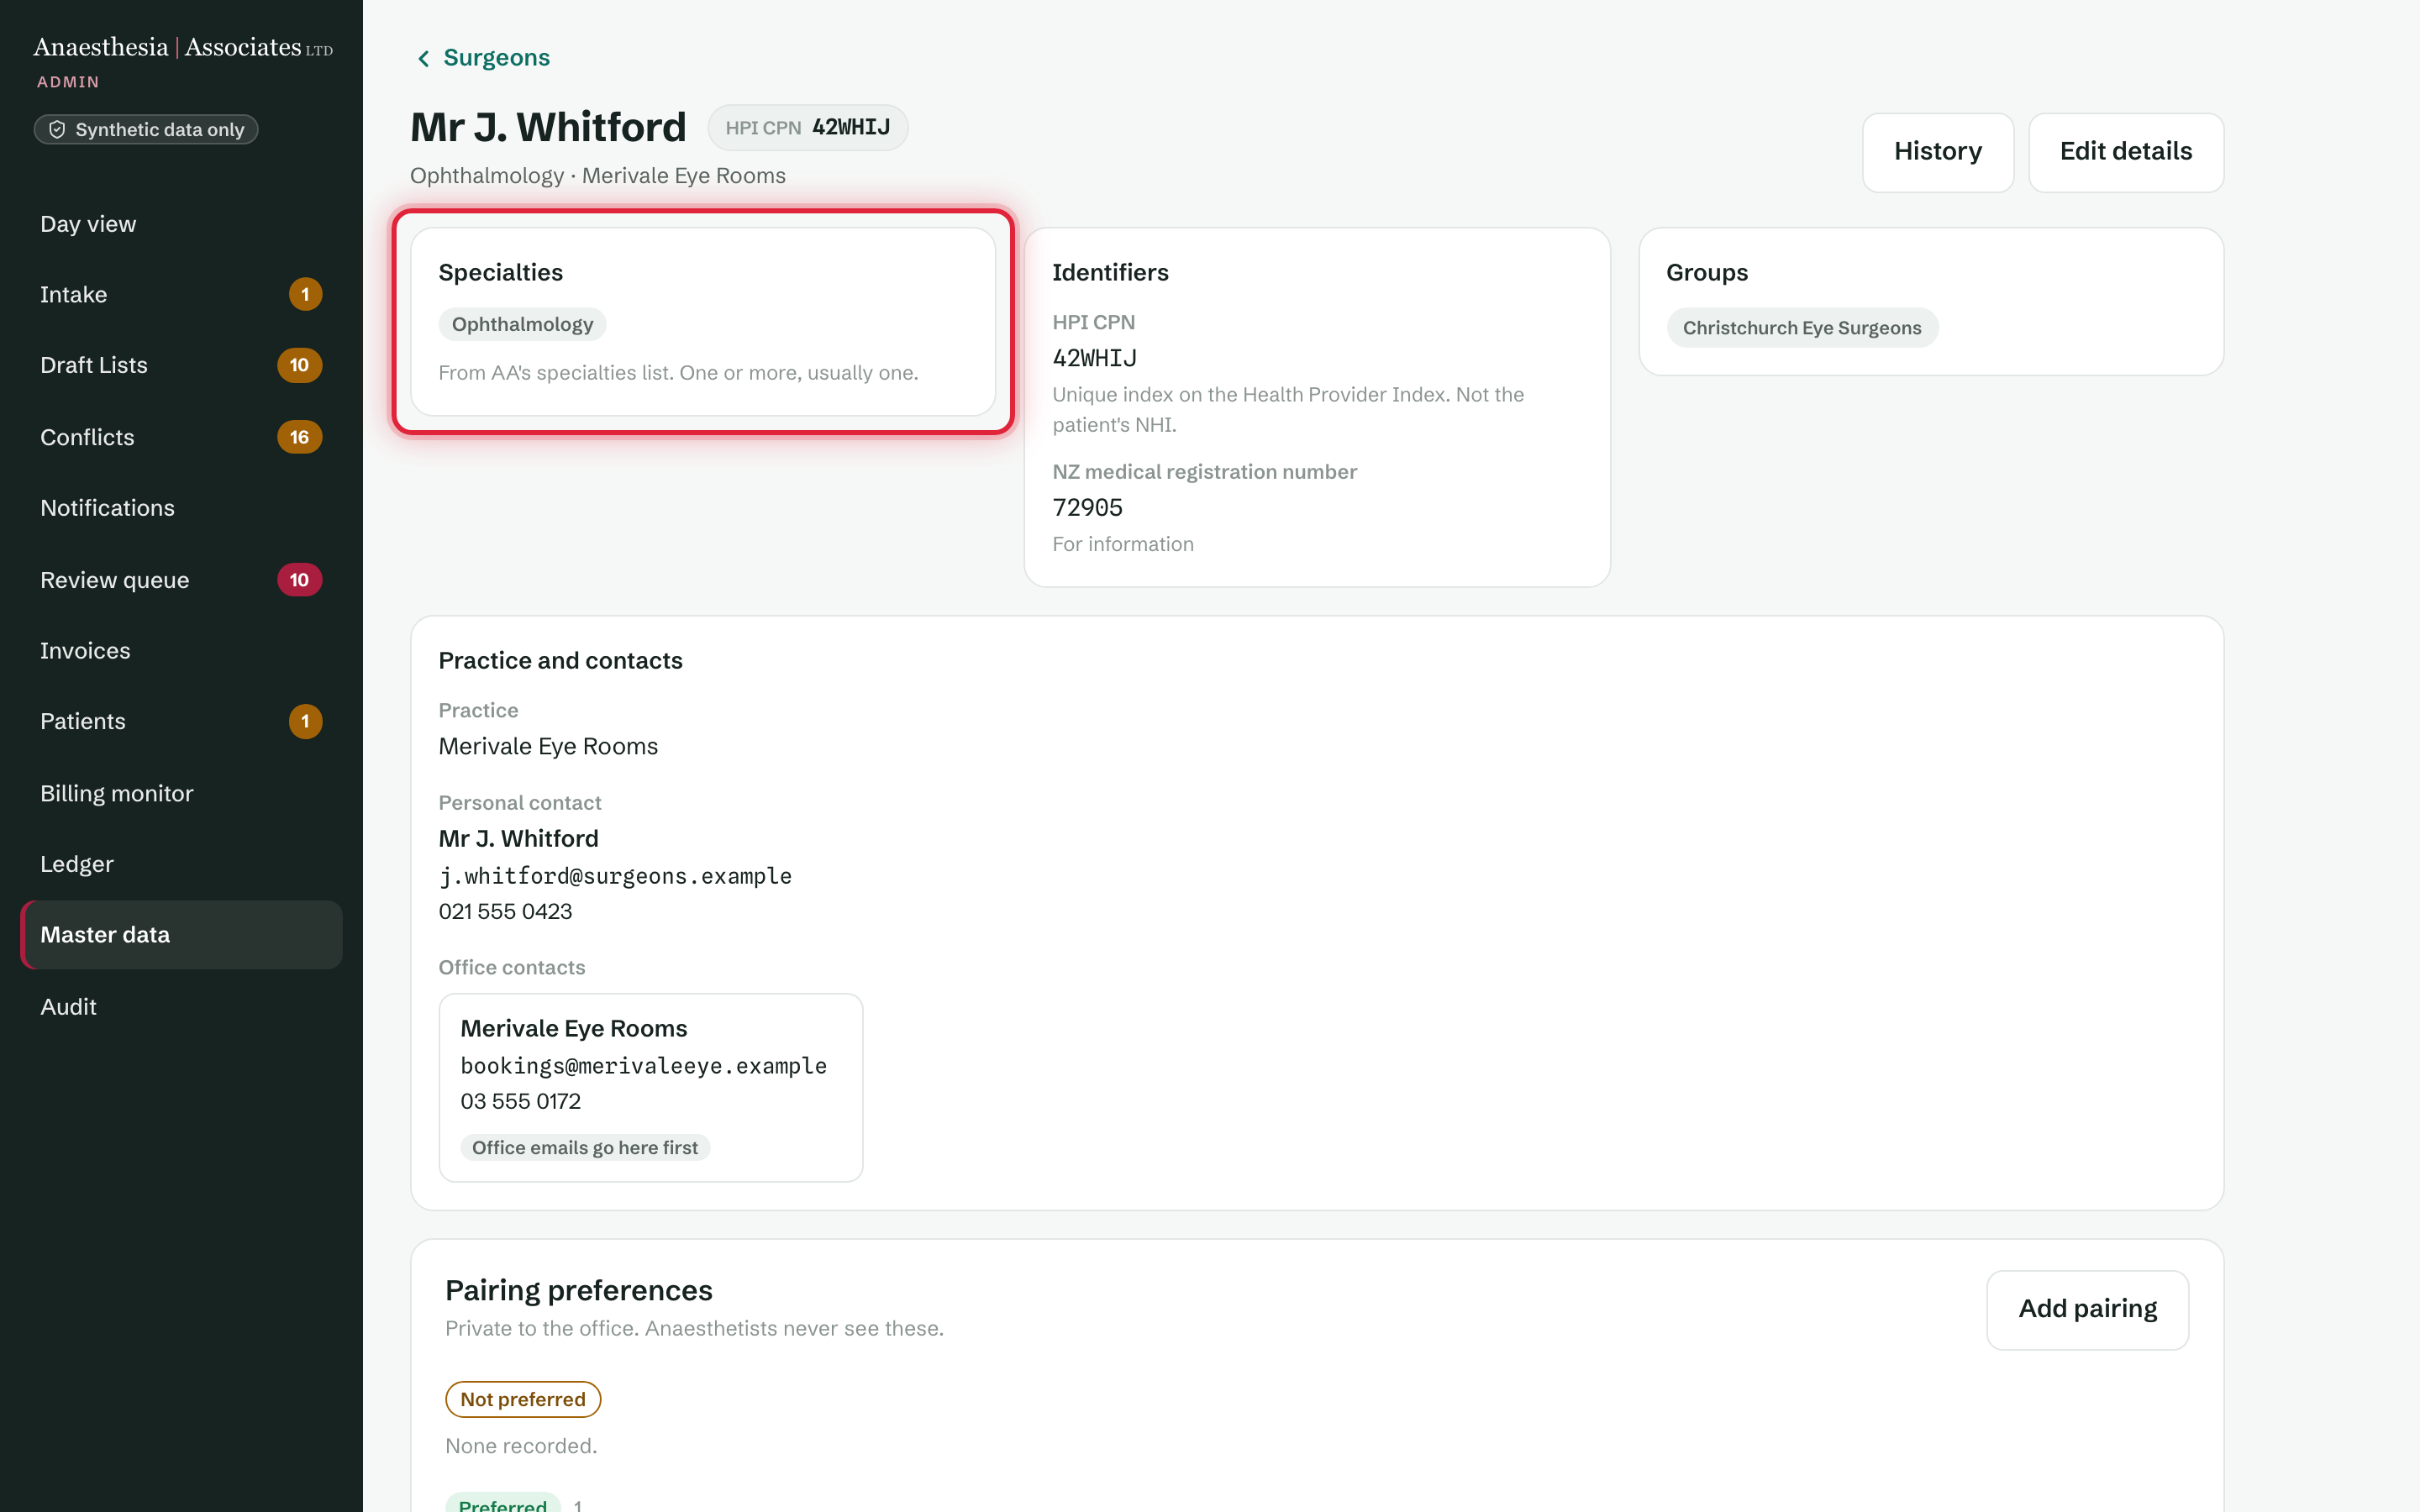 Anaesthesia | Associates LTD
ADMIN
Synthetic data only
Day view
Intake 1
Draft Lists 10
Conflicts 16
Notifications
Review queue 10
Invoices
Patients 1
Billing monitor
Ledger
Master data
Audit
Surgeons
Mr J. Whitford HPI CPN 42WHIJ
Ophthalmology · Merivale Eye Rooms
History
Edit details
Specialties
Ophthalmology
From AA's specialties list. One or more, usually one.
Identifiers
HPI CPN
42WHIJ
Unique index on the Health Provider Index. Not the
patient's NHI.
NZ medical registration number
72905
For information
Groups
Christchurch Eye Surgeons
Practice and contacts
Practice
Merivale Eye Rooms
Personal contact
Mr J. Whitford
j.whitford@surgeons.example
021 555 0423
Office contacts
Merivale Eye Rooms
bookings@merivaleeye.example
03 555 0172
Office emails go here first
Pairing preferences
Private to the office. Anaesthetists never see these.
Add pairing
Not preferred
None recorded.
Preferred 1